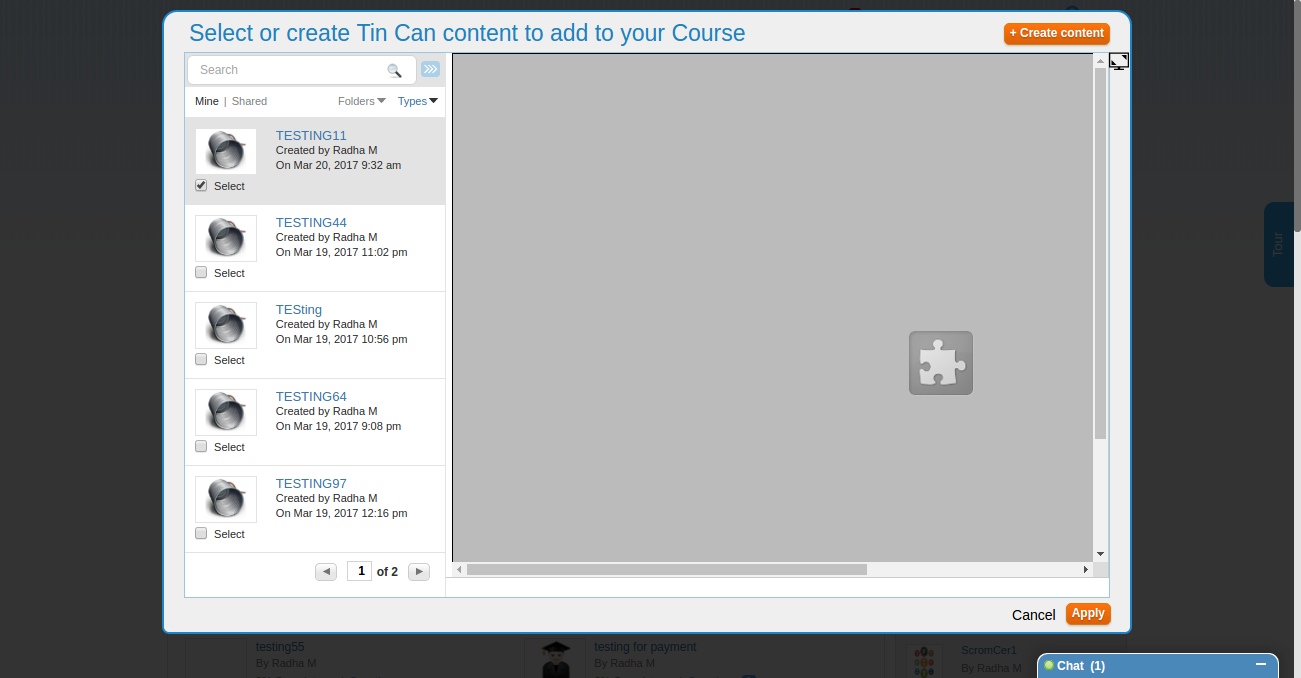 Select or create Tin Can content to add to your Course
+ Create content
Search
Mine | Shared
Folders
Types
TESTING11
Created by Radha M
On Mar 20, 2017 9:32 am
Select
TESTING44
Created by Radha M
On Mar 19, 2017 11:02 pm
Select
TESting
Created by Radha M
On Mar 19, 2017 10:56 pm
Select
TESTING64
Created by Radha M
On Mar 19, 2017 9:08 pm
Select
TESTING97
Created by Radha M
On Mar 19, 2017 12:16 pm
Select
1 of 2
Tour
Cancel
Apply
testing55
By Radha M
testing for payment
By Radha M
ScromCer1
By Radha M
Chat (1)